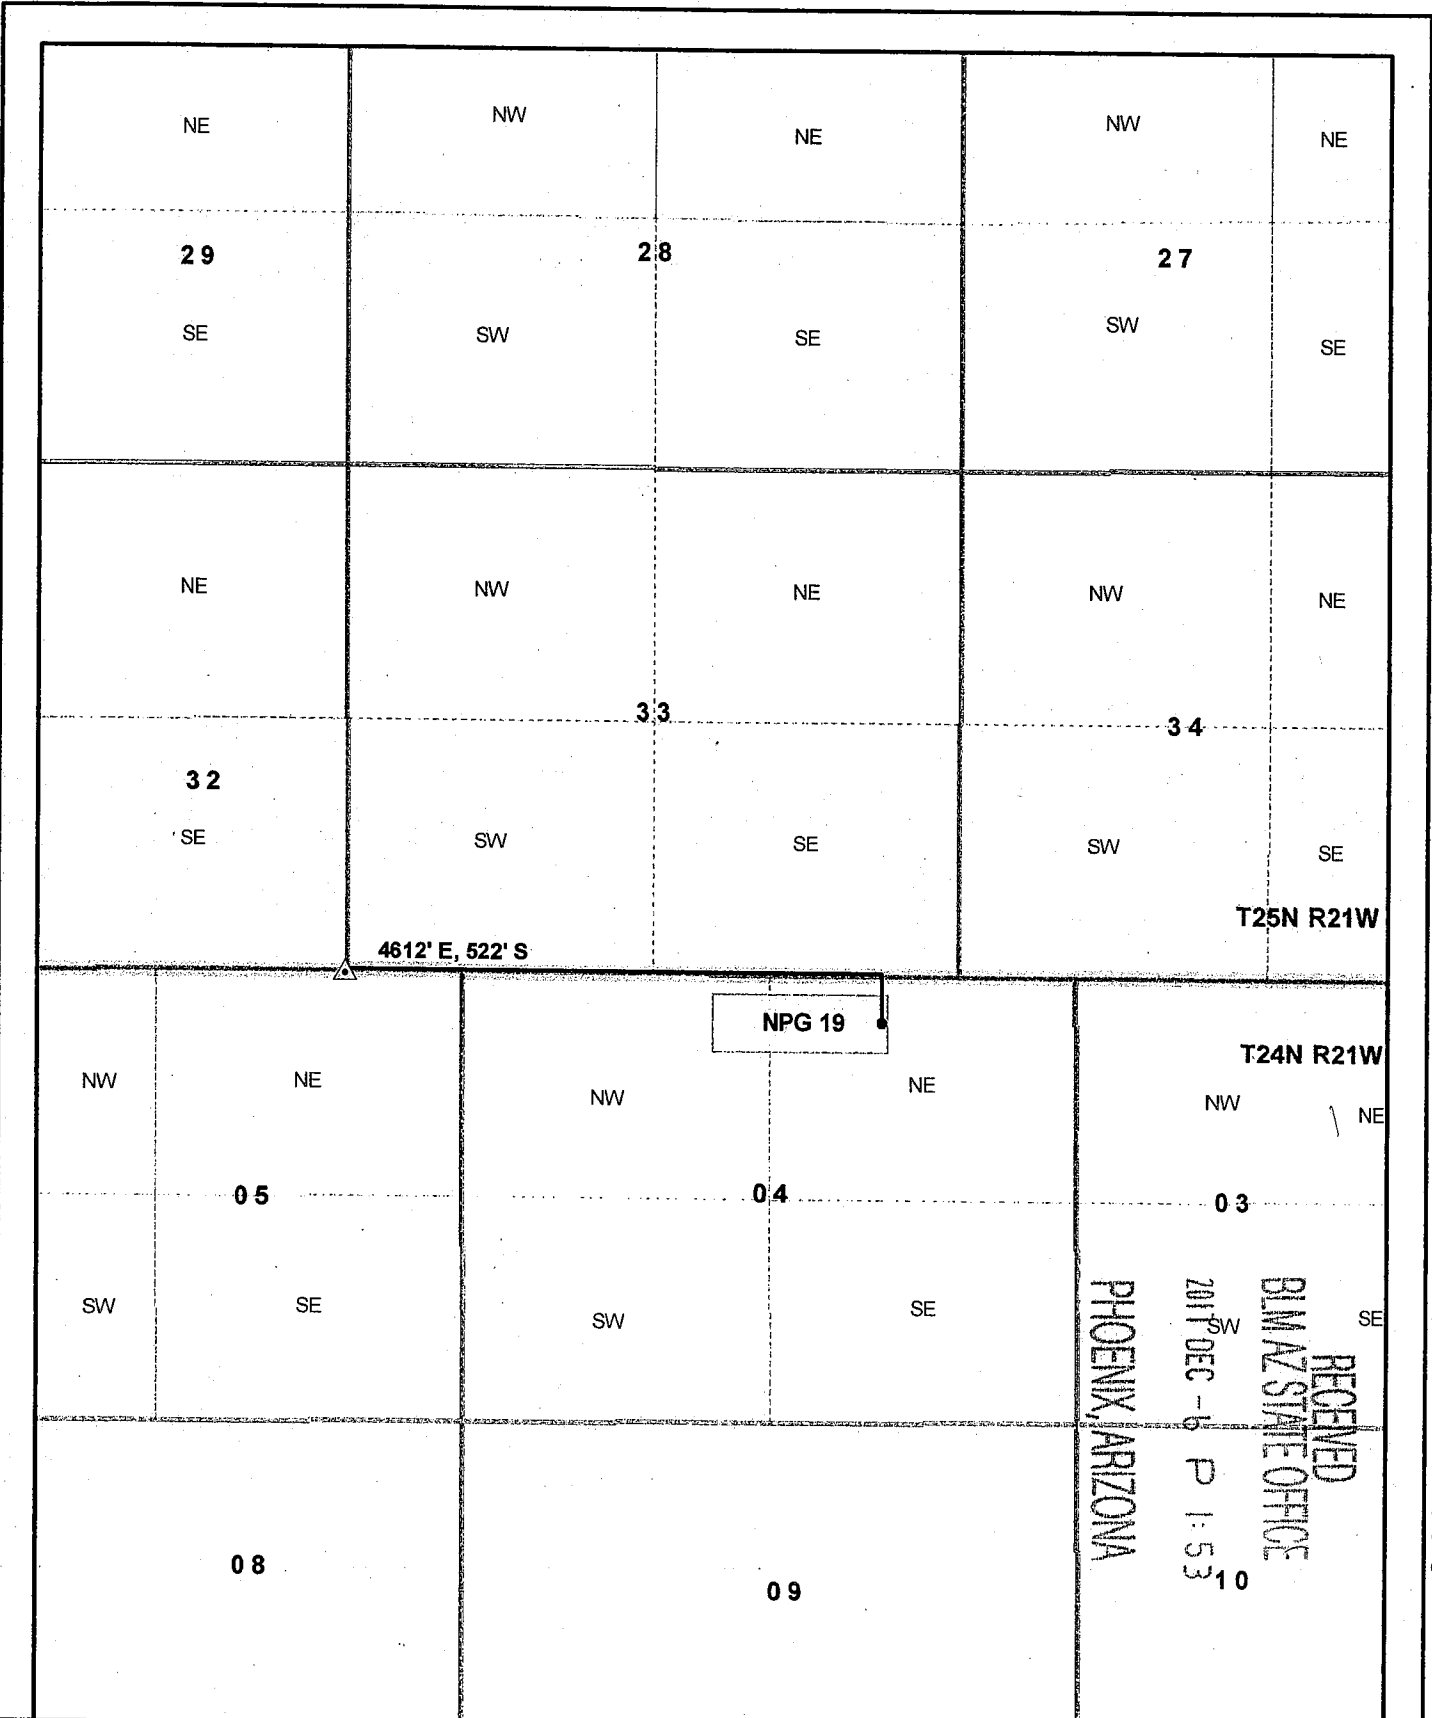 NE NW NE NW NE
29 28 27
SE SW SE SW SE
NE NW NE NW NE
33 34
32
SE SW SE SW SE
T25N R21W
4612' E, 522' S
NPG 19
T24N R21W
NW NE NW NE NW NE
05 04 03
SW SE SW SE SW SE
RECEIVED
BLM AZ STATE OFFICE
2017 DEC -6 P 1:53
PHOENIX, ARIZONA
08 09 10